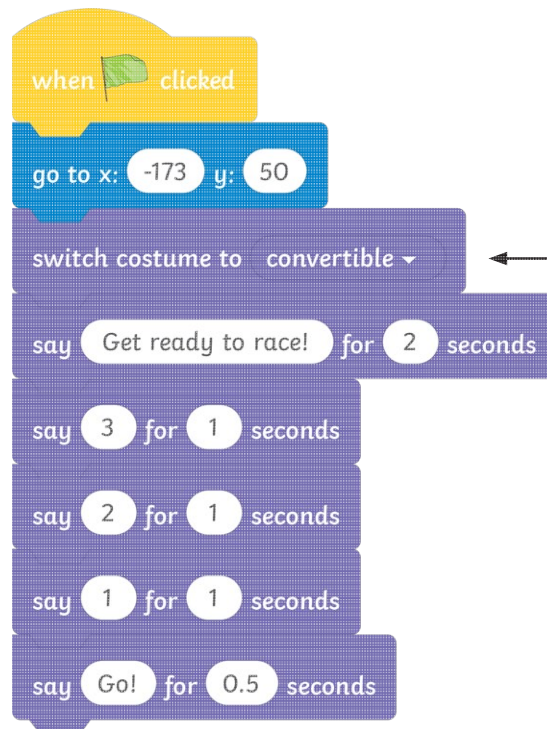 when clicked
go to x: -173 y: 50
switch costume to convertible
say Get ready to race! for 2 seconds
say 3 for 1 seconds
say 2 for 1 seconds
say 1 for 1 seconds
say Go! for 0.5 seconds